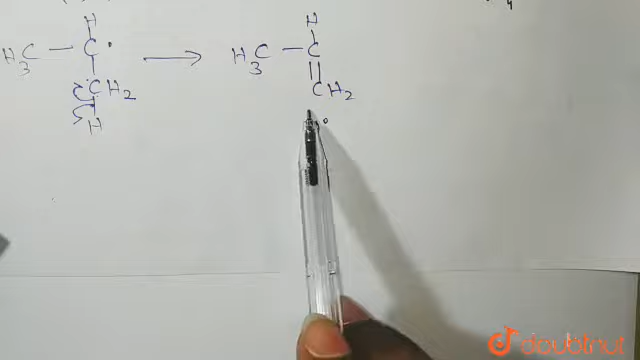 H H
H3C — C • ⟶ H3C — C
CH2 CH2
H
doubtnut